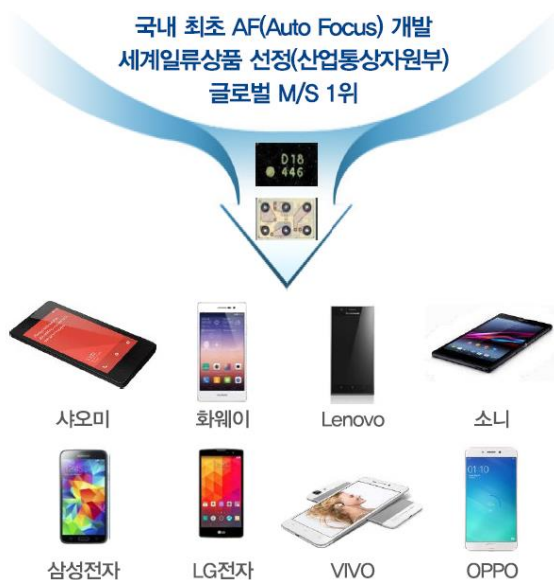 국내 최초 AF(Auto Focus) 개발
세계일류상품 선정(산업통상자원부)
글로벌 M/S 1위
D18
446
샤오미
화웨이
Lenovo
소니
01:10
삼성전자
LG전자
VIVO
OPPO